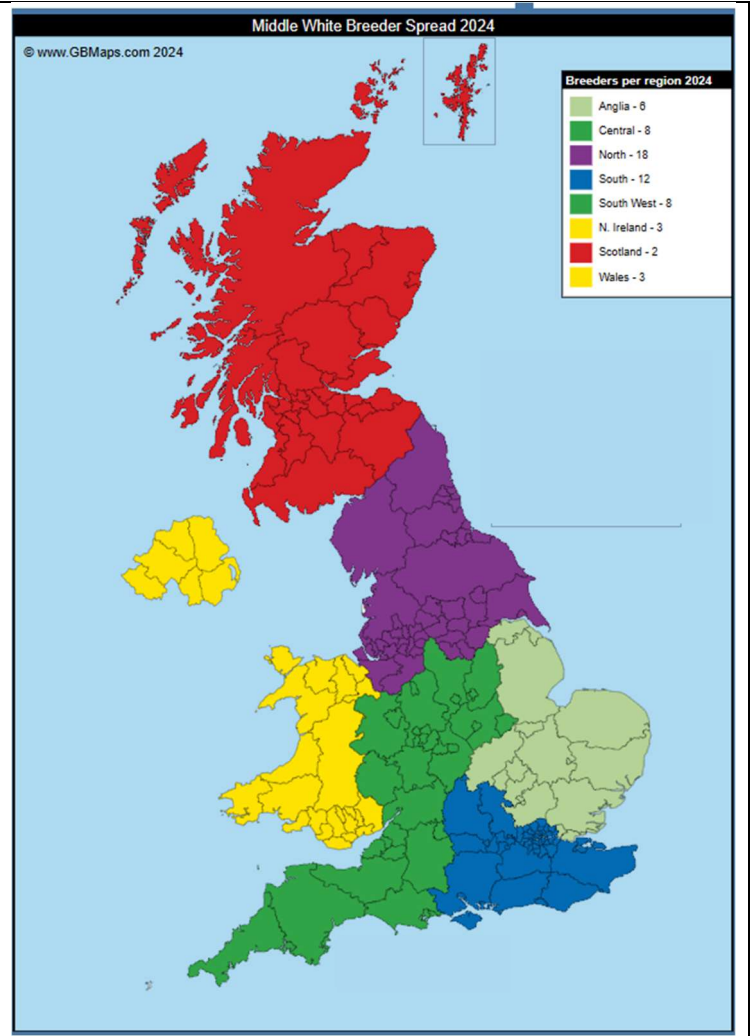 Middle White Breeder Spread 2024
© www.GBMaps.com 2024
Breeders per region 2024
Anglia - 6
Central - 8
North - 18
South - 12
South West - 8
N. Ireland - 3
Scotland - 2
Wales - 3